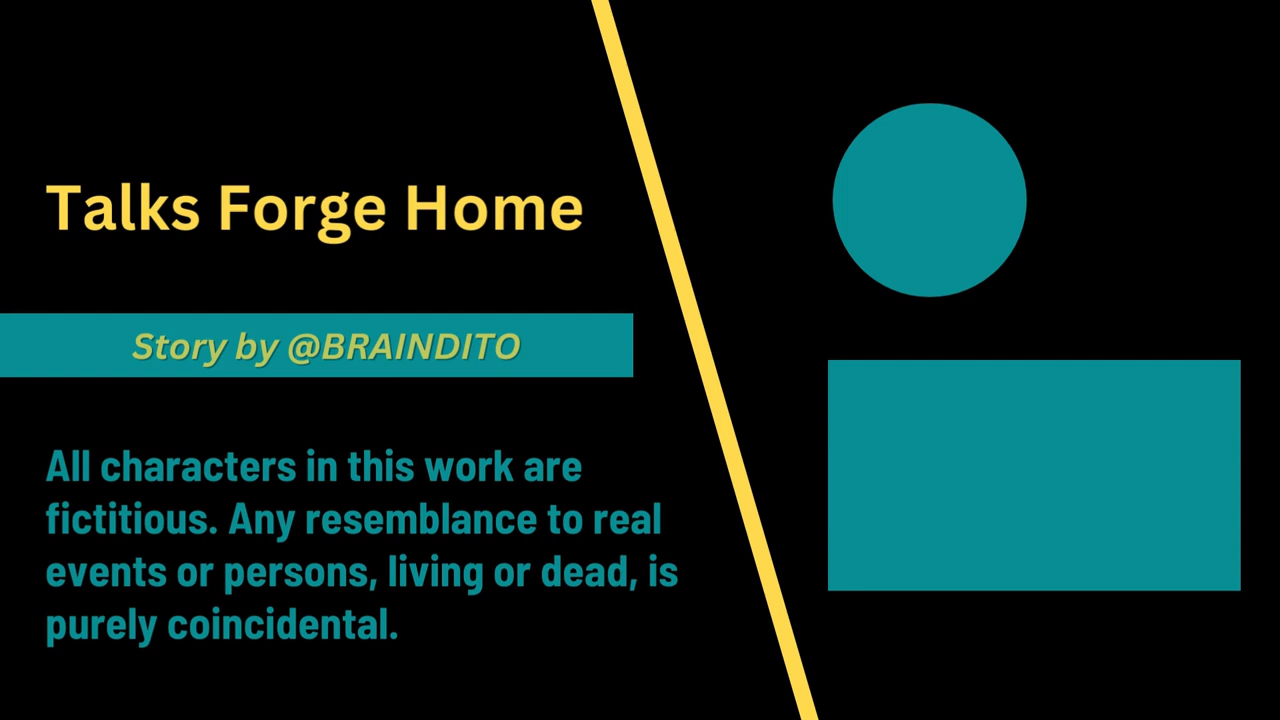 Talks Forge Home
Story by @BRAINDITO
All characters in this work are
fictitious. Any resemblance to real
events or persons, living or dead, is
purely coincidental.